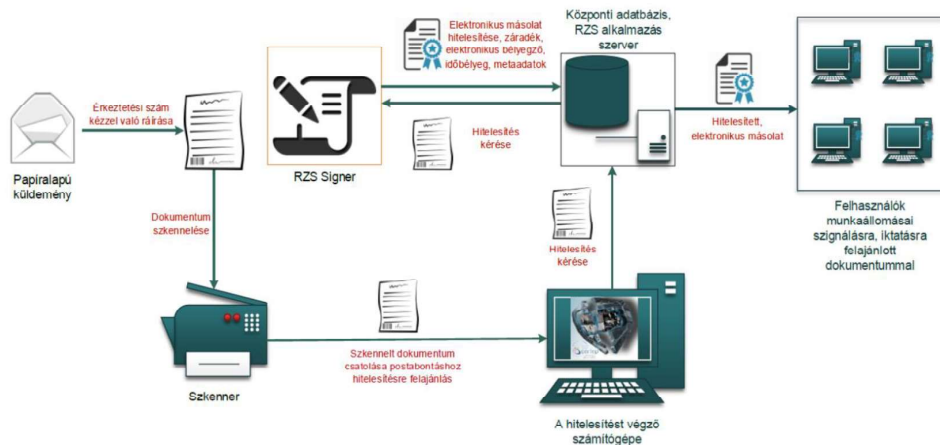 Elektronikus másolat
hitelesítése, záradék,
elektronikus bélyegző,
időbélyeg, metaadatok
Központi adatbázis,
RZS alkalmazás
szerver
Érkeztetési szám
kézzel való ráírása
Papíralapú
küldemény
RZS Signer
Hitelesítés
kérése
Hitelesített,
elektronikus másolat
Felhasználók
munkaállomásai
szignálásra, iktatásra
felajánlott
dokumentummal
Dokumentum
szkennelése
Hitelesítés
kérése
Szkenner
Szkennelt dokumentum
csatolása postabontáshoz
hitelesítésre felajánlás
A hitelesítést végző
számítógépe